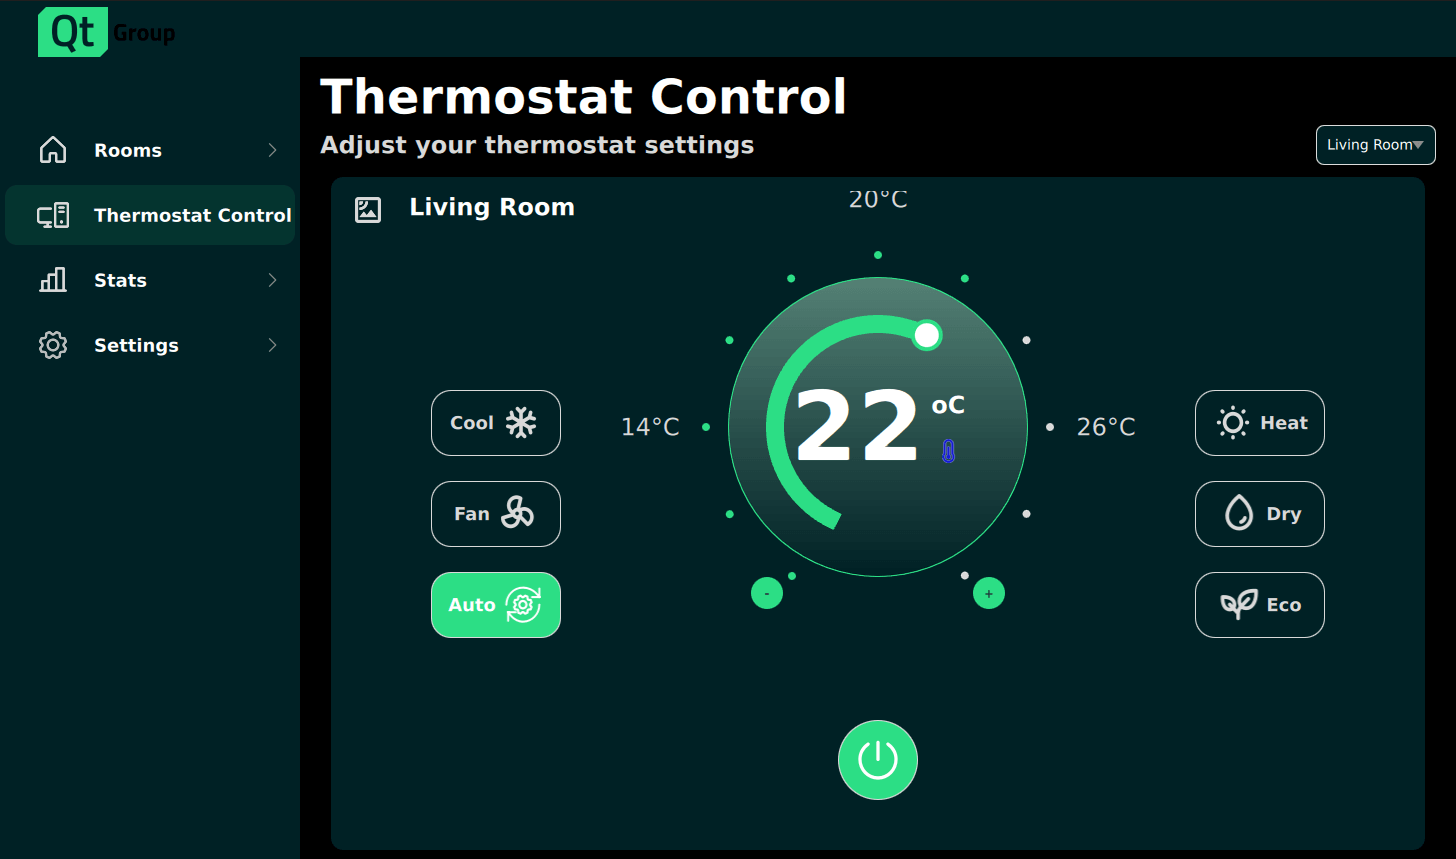 Qt Group
Rooms
Thermostat Control
Stats
Settings
Thermostat Control
Adjust your thermostat settings
Living Room
Living Room
20°C
14°C
26°C
22 oC
Cool
Fan
Auto
Heat
Dry
Eco
-
+